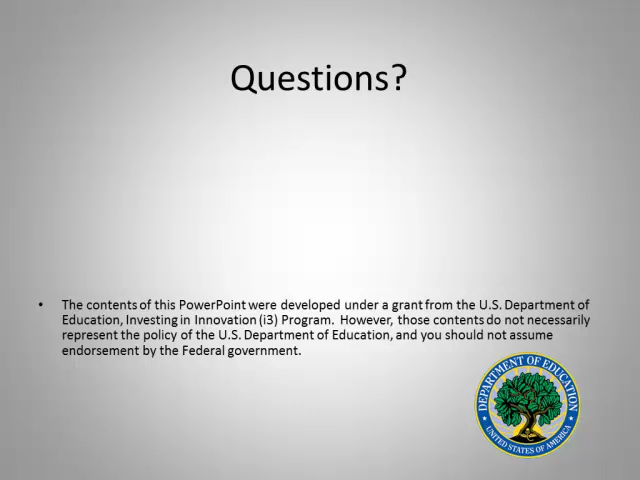 Questions?
• The contents of this PowerPoint were developed under a grant from the U.S. Department of
Education, Investing in Innovation (i3) Program.  However, those contents do not necessarily
represent the policy of the U.S. Department of Education, and you should not assume
endorsement by the Federal government.
DEPARTMENT OF EDUCATION
UNITED STATES OF AMERICA